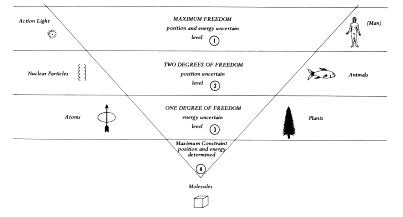 Action Light
MAXIMUM FREEDOM
position and energy uncertain
level 1
(Man)
Nuclear Particles
TWO DEGREES OF FREEDOM
position uncertain
level 2
Animals
Atoms
ONE DEGREE OF FREEDOM
energy uncertain
level 3
Plants
Maximum Constraint
position and energy
determined
4
Molecules